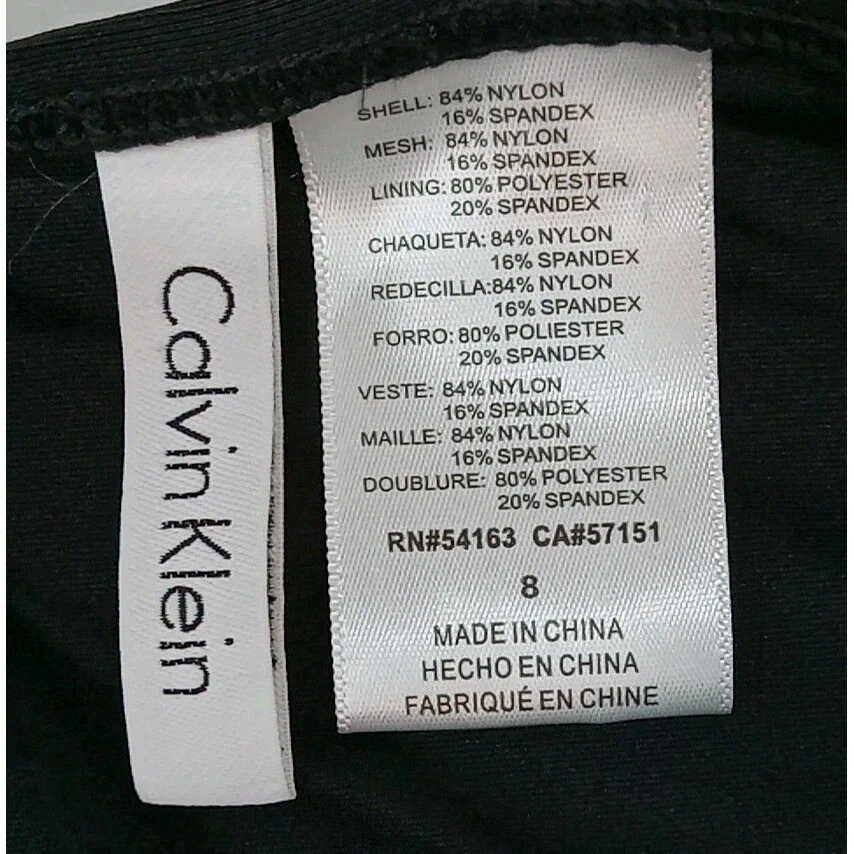 Calvin Klein
SHELL: 84% NYLON
16% SPANDEX
MESH: 84% NYLON
16% SPANDEX
LINING: 80% POLYESTER
20% SPANDEX
CHAQUETA: 84% NYLON
16% SPANDEX
REDECILLA:84% NYLON
16% SPANDEX
FORRO: 80% POLIESTER
20% SPANDEX
VESTE: 84% NYLON
16% SPANDEX
MAILLE: 84% NYLON
16% SPANDEX
DOUBLURE: 80% POLYESTER
20% SPANDEX
RN#54163 CA#57151
8
MADE IN CHINA
HECHO EN CHINA
FABRIQUÉ EN CHINE